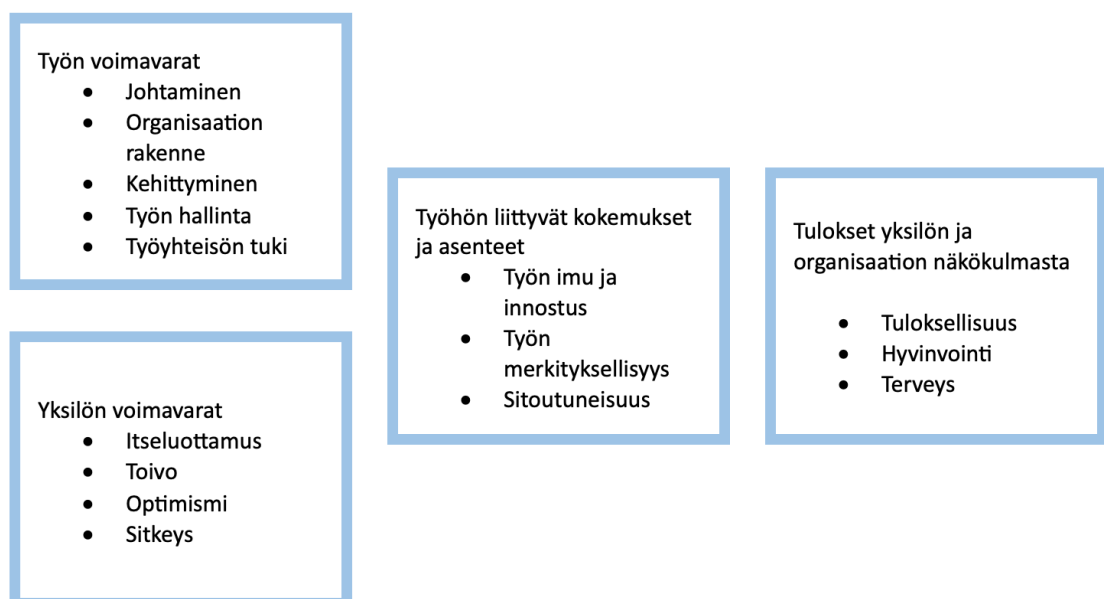 Työn voimavarat
• Johtaminen
• Organisaation
rakenne
• Kehittyminen
• Työn hallinta
• Työyhteisön tuki
Yksilön voimavarat
• Itseluottamus
• Toivo
• Optimismi
• Sitkeys
Työhön liittyvät kokemukset
ja asenteet
• Työn imu ja
innostus
• Työn
merkityksellisyys
• Sitoutuneisuus
Tulokset yksilön ja
organisaation näkökulmasta
• Tuloksellisuus
• Hyvinvointi
• Terveys